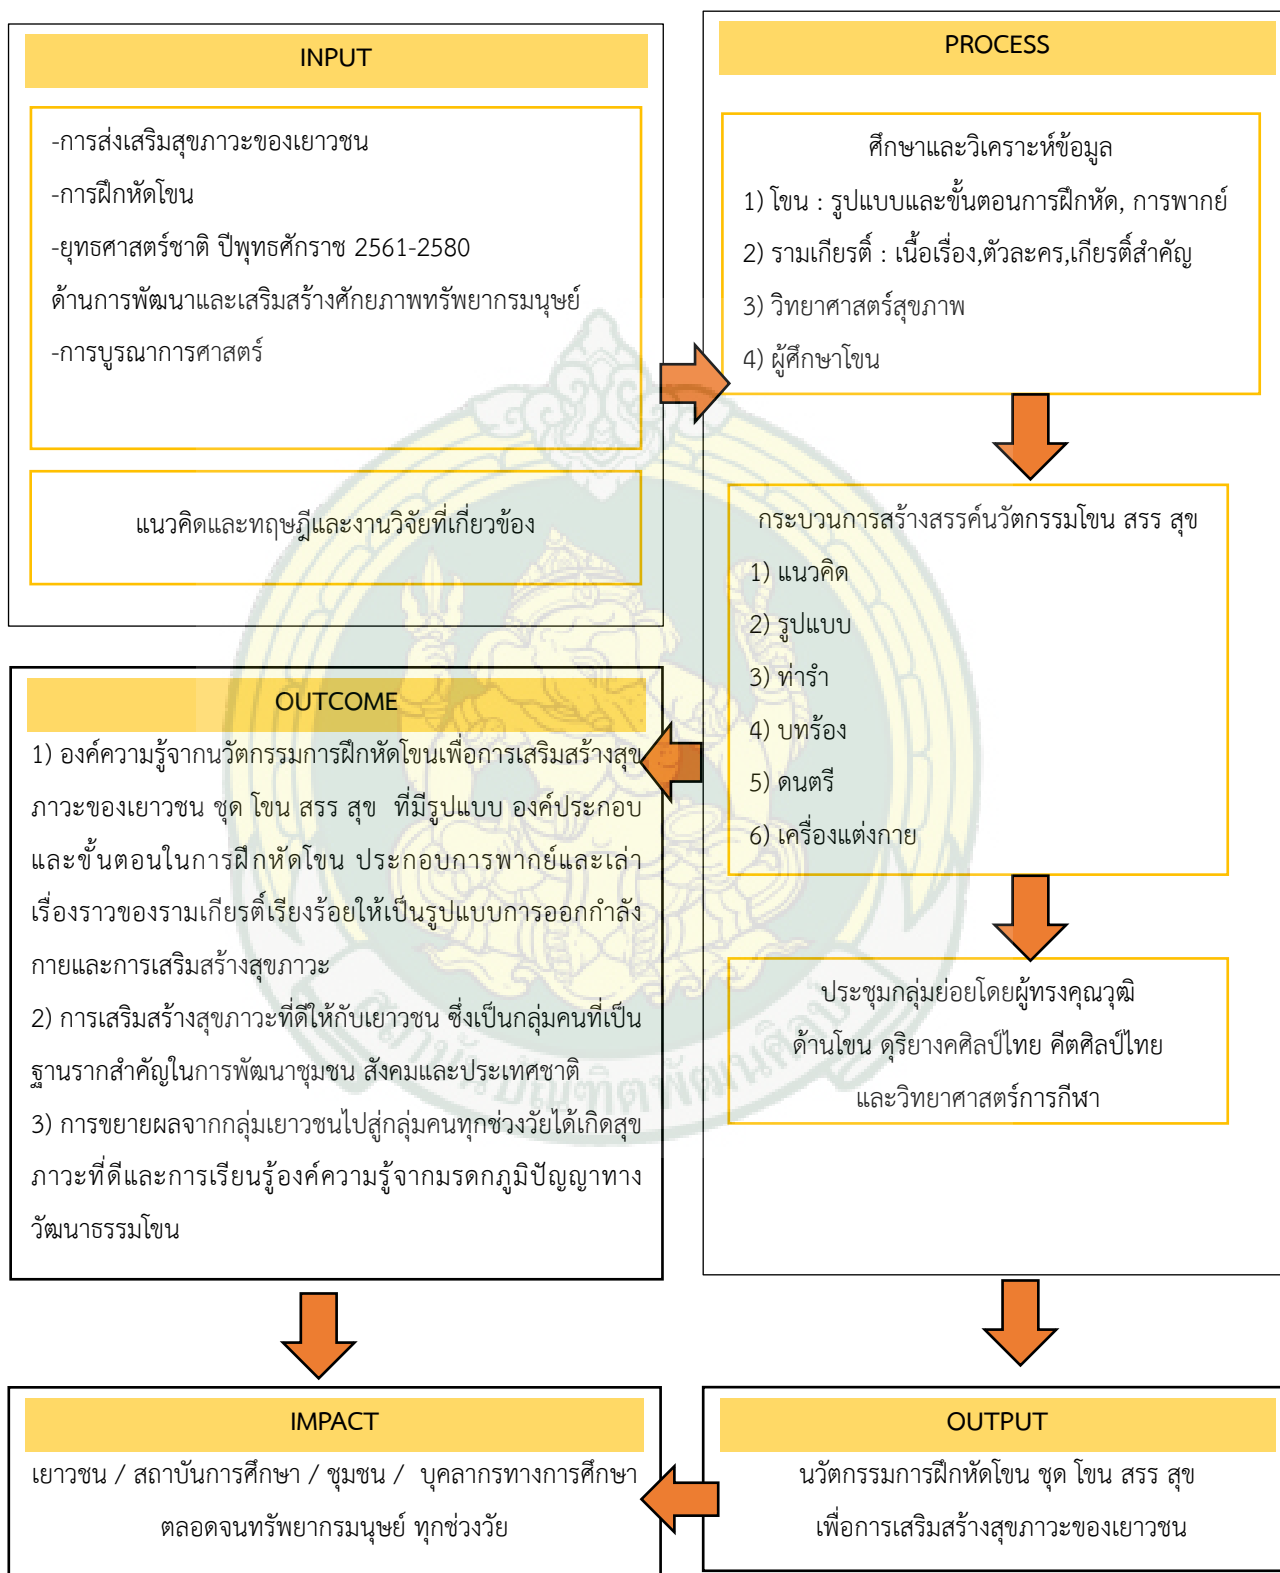 INPUT
-การส่งเสริมสุขภาวะของเยาวชน
-การฝึกหัดโขน
-ยุทธศาสตร์ชาติ ปีพุทธศักราช 2561-2580
ด้านการพัฒนาและเสริมสร้างศักยภาพทรัพยากรมนุษย์
-การบูรณาการศาสตร์
แนวคิดและทฤษฎีและงานวิจัยที่เกี่ยวข้อง
PROCESS
ศึกษาและวิเคราะห์ข้อมูล
1) โขน : รูปแบบและขั้นตอนการฝึกหัด, การพากย์
2) รามเกียรติ์ : เนื้อเรื่อง,ตัวละคร,เกียรติ์สำคัญ
3) วิทยาศาสตร์สุขภาพ
4) ผู้ศึกษาโขน
กระบวนการสร้างสรรค์นวัตกรรมโขน สรร สุข
1) แนวคิด
2) รูปแบบ
3) ท่ารำ
4) บทร้อง
5) ดนตรี
6) เครื่องแต่งกาย
ประชุมกลุ่มย่อยโดยผู้ทรงคุณวุฒิ
ด้านโขน ดุริยางคศิลป์ไทย คีตศิลป์ไทย
และวิทยาศาสตร์การกีฬา
OUTCOME
1) องค์ความรู้จากนวัตกรรมการฝึกหัดโขนเพื่อการเสริมสร้างสุข
ภาวะของเยาวชน ชุด โขน สรร สุข ที่มีรูปแบบ องค์ประกอบ
และขั้นตอนในการฝึกหัดโขน ประกอบการพากย์และเล่า
เรื่องราวของรามเกียรติ์เรียงร้อยให้เป็นรูปแบบการออกกำลัง
กายและการเสริมสร้างสุขภาวะ
2) การเสริมสร้างสุขภาวะที่ดีให้กับเยาวชน ซึ่งเป็นกลุ่มคนที่เป็น
ฐานรากสำคัญในการพัฒนาชุมชน สังคมและประเทศชาติ
3) การขยายผลจากกลุ่มเยาวชนไปสู่กลุ่มคนทุกช่วงวัยได้เกิดสุข
ภาวะที่ดีและการเรียนรู้องค์ความรู้จากมรดกภูมิปัญญาทาง
วัฒนาธรรมโขน
สถาบันบัณฑิตพัฒนศิลป์
IMPACT
เยาวชน / สถาบันการศึกษา / ชุมชน / บุคลากรทางการศึกษา
ตลอดจนทรัพยากรมนุษย์ ทุกช่วงวัย
OUTPUT
นวัตกรรมการฝึกหัดโขน ชุด โขน สรร สุข
เพื่อการเสริมสร้างสุขภาวะของเยาวชน